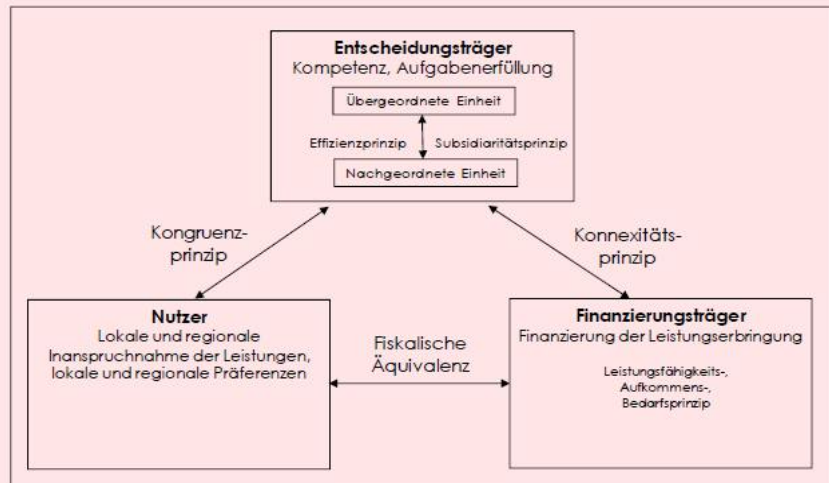 Entscheidungsträger
Kompetenz, Aufgabenerfüllung
Übergeordnete Einheit
Effizienzprinzip
Subsidiaritätsprinzip
Nachgeordnete Einheit
Kongruenz-
prinzip
Konnexitäts-
prinzip
Nutzer
Lokale und regionale
Inanspruchnahme der Leistungen,
lokale und regionale Präferenzen
Fiskalische
Äquivalenz
Finanzierungsträger
Finanzierung der Leistungserbringung
Leistungsfähigkeits-,
Aufkommens-,
Bedarfsprinzip